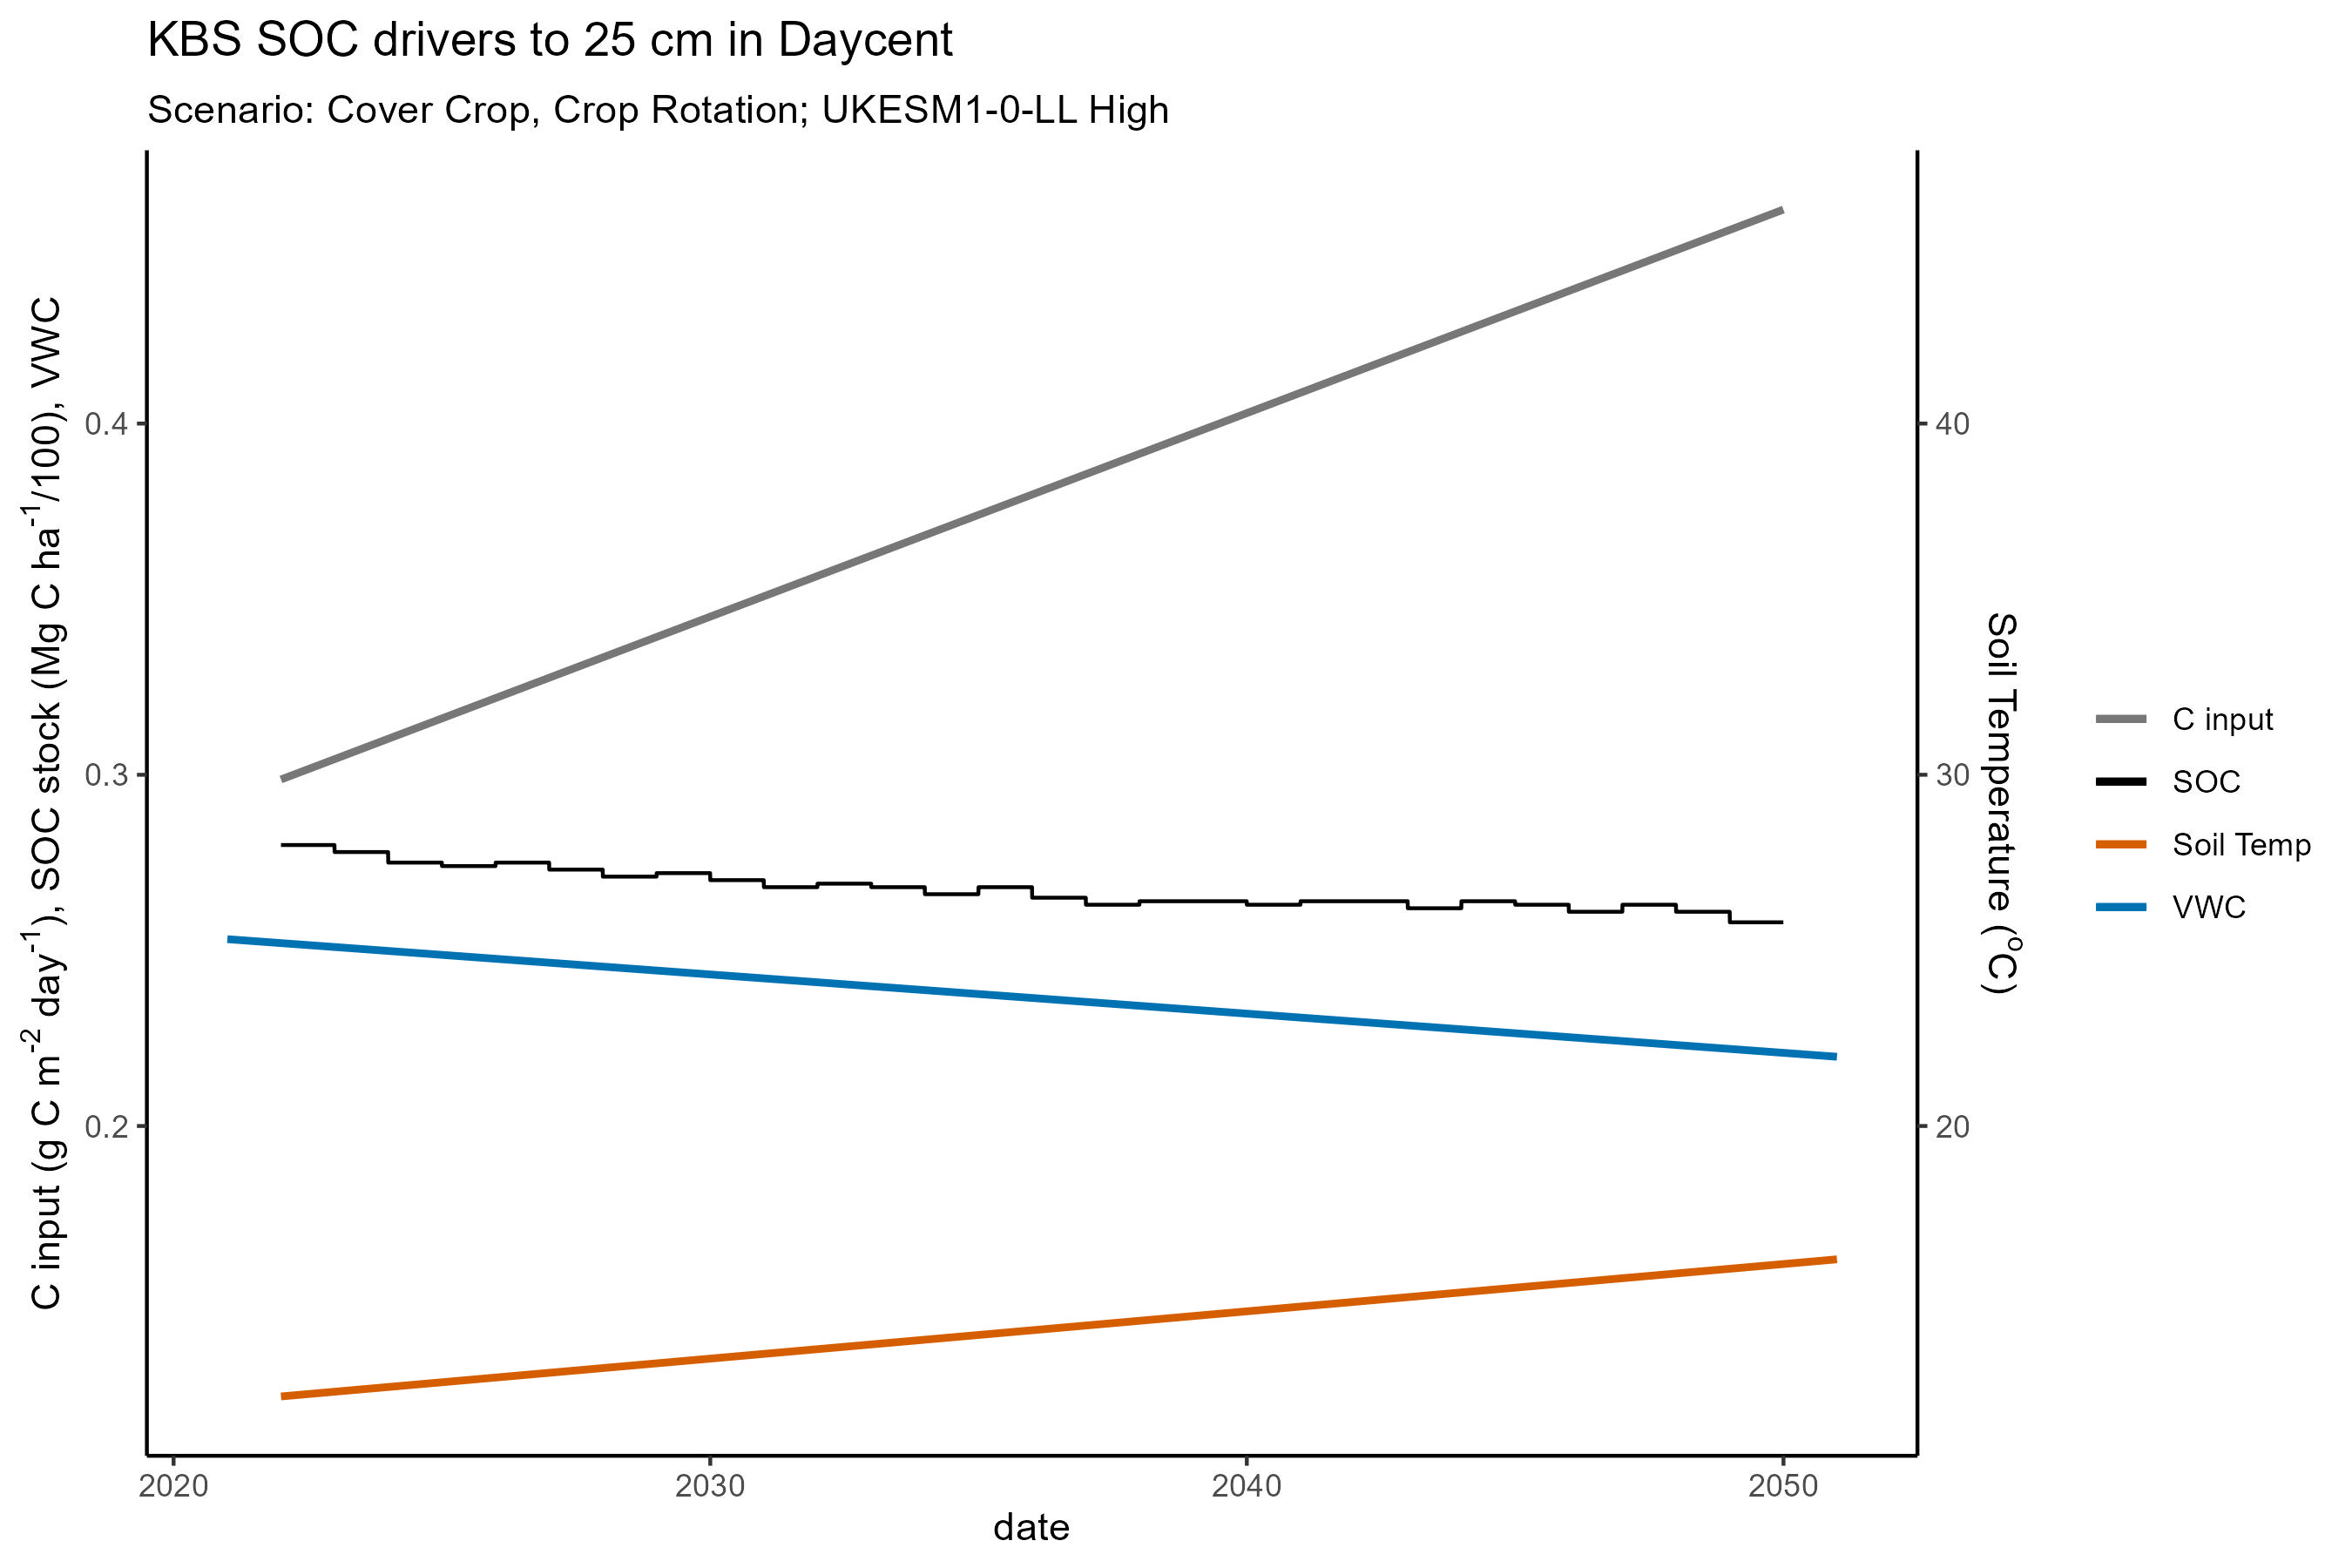 KBS SOC drivers to 25 cm in Daycent
Scenario: Cover Crop, Crop Rotation; UKESM1-0-LL High
C input (g C m⁻² day⁻¹), SOC stock (Mg C ha⁻¹/100), VWC
0.4
0.3
0.2
40
30
20
Soil Temperature (°C)
C input
SOC
Soil Temp
VWC
2020 2030 2040 2050
date